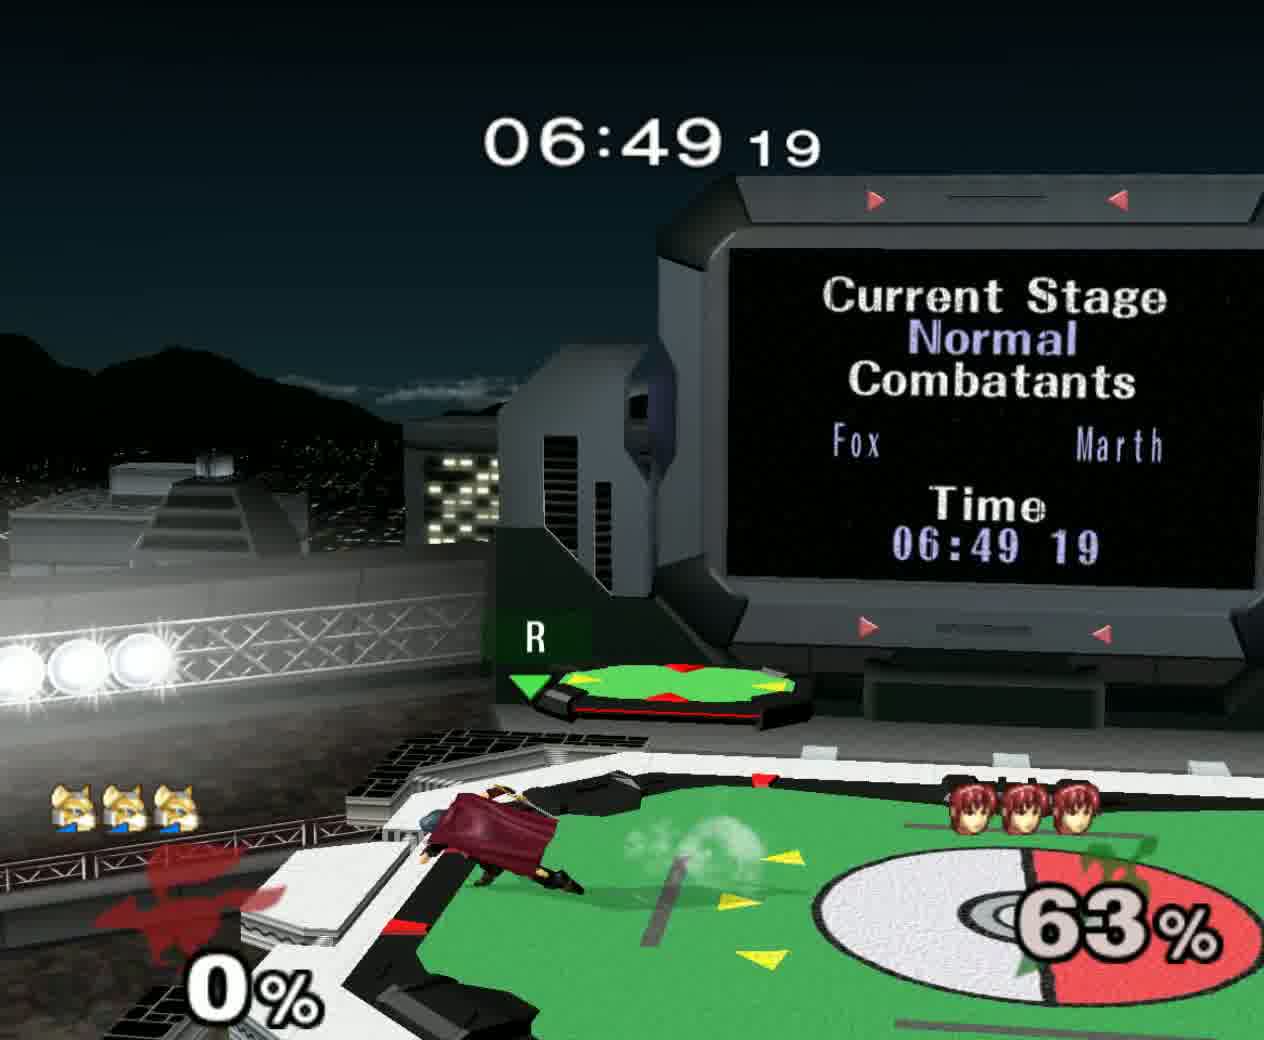 06:49 19
Current Stage
Normal
Combatants
Fox Marth
Time
06:49 19
R
0%
63%